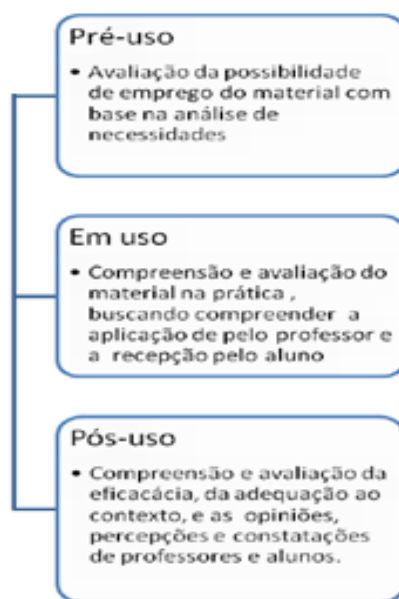 Pré-uso
• Avaliação da possibilidade
de emprego do material com
base na análise de
necessidades
Em uso
• Compreensão e avaliação do
material na prática ,
buscando compreender a
aplicação de pelo professor e
a recepção pelo aluno
Pós-uso
• Compreensão e avaliação da
eficacácia, da adequação ao
contexto, e as opiniões,
percepções e constatações
de professores e alunos.